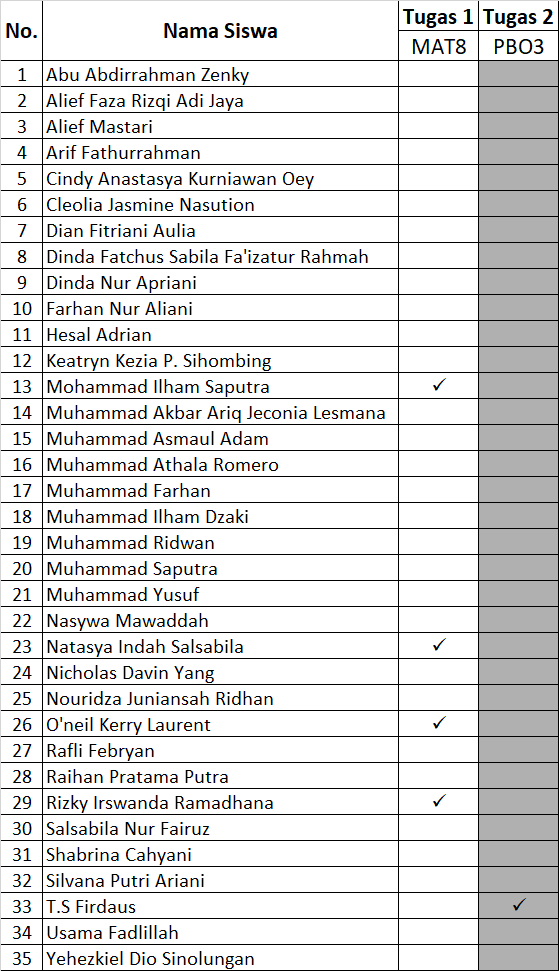 No. Nama Siswa Tugas 1 Tugas 2
MAT8 PBO3
1 Abu Abdirrahman Zenky
2 Alief Faza Rizqi Adi Jaya
3 Alief Mastari
4 Arif Fathurrahman
5 Cindy Anastasya Kurniawan Oey
6 Cleolia Jasmine Nasution
7 Dian Fitriani Aulia
8 Dinda Fatchus Sabila Fa'izatur Rahmah
9 Dinda Nur Apriani
10 Farhan Nur Aliani
11 Hesal Adrian
12 Keatryn Kezia P. Sihombing
13 Mohammad Ilham Saputra ✓
14 Muhammad Akbar Ariq Jeconia Lesmana
15 Muhammad Asmaul Adam
16 Muhammad Athala Romero
17 Muhammad Farhan
18 Muhammad Ilham Dzaki
19 Muhammad Ridwan
20 Muhammad Saputra
21 Muhammad Yusuf
22 Nasywa Mawaddah
23 Natasya Indah Salsabila ✓
24 Nicholas Davin Yang
25 Nouridza Juniansah Ridhan
26 O'neil Kerry Laurent ✓
27 Rafli Febryan
28 Raihan Pratama Putra
29 Rizky Irswanda Ramadhana ✓
30 Salsabila Nur Fairuz
31 Shabrina Cahyani
32 Silvana Putri Ariani
33 T.S Firdaus ✓
34 Usama Fadlillah
35 Yehezkiel Dio Sinolungan